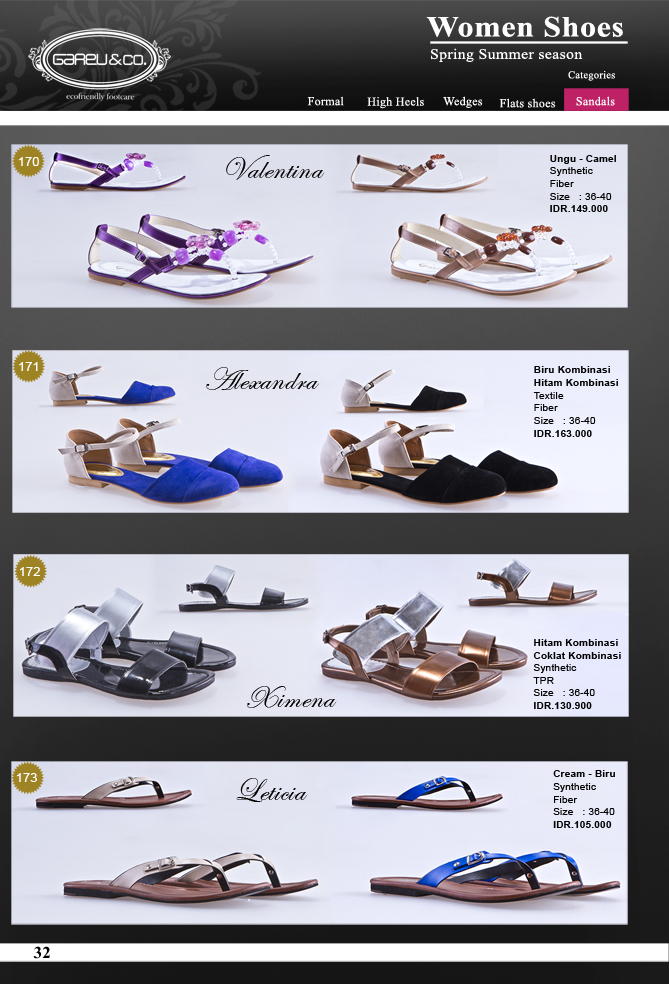 GAREU&CO.
ecofriendly footcare
Women Shoes
Spring Summer season
Categories
Formal High Heels Wedges Flats shoes Sandals
170
Valentina
Ungu - Camel
Synthetic
Fiber
Size : 36-40
IDR.149.000
171
Alexandra
Biru Kombinasi
Hitam Kombinasi
Textile
Fiber
Size : 36-40
IDR.163.000
172
Ximena
Hitam Kombinasi
Coklat Kombinasi
Synthetic
TPR
Size : 36-40
IDR.130.900
173
Leticia
Cream - Biru
Synthetic
Fiber
Size : 36-40
IDR.105.000
32